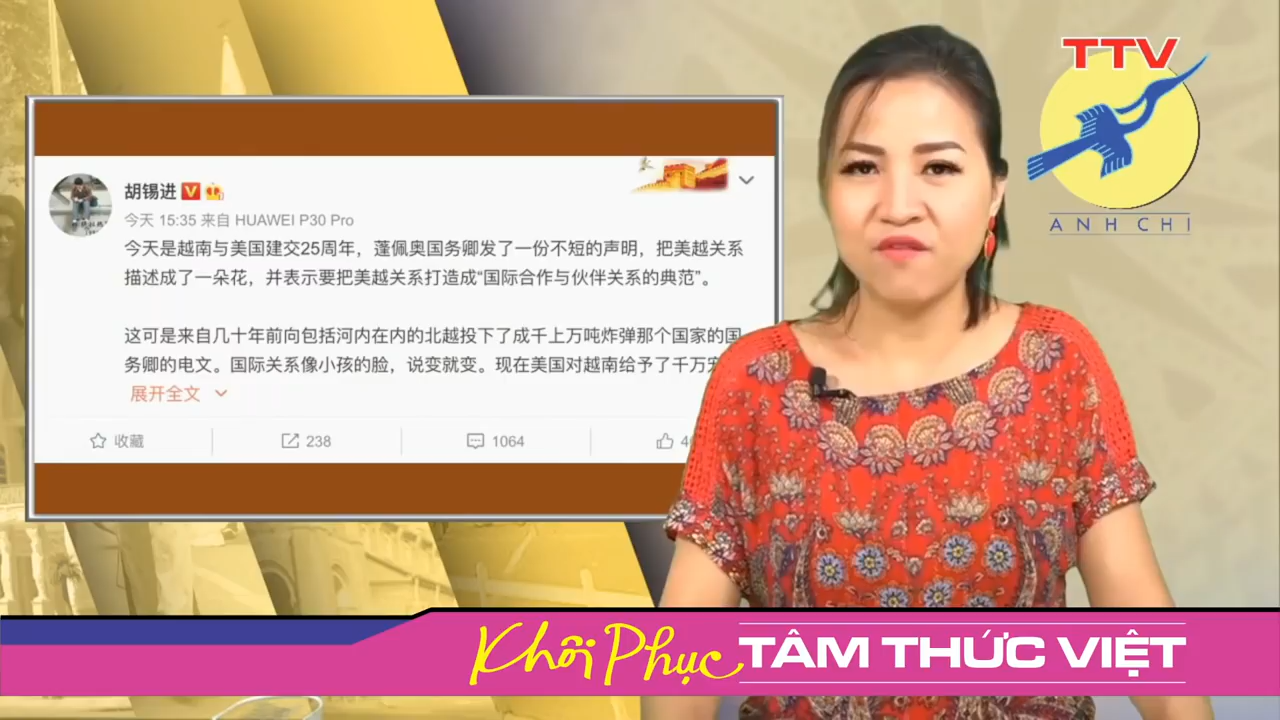 TTV
ANH CHI
胡锡进
今天 15:35 来自 HUAWEI P30 Pro
今天是越南与美国建交25周年，蓬佩奥国务卿发了一份不短的声明，把美越关系
描述成了一朵花，并表示要把美越关系打造成“国际合作与伙伴关系的典范”。
这可是来自几十年前向包括河内在内的北越投下了成千上万吨炸弹那个国家的国
务卿的电文。国际关系像小孩的脸，说变就变。现在美国对越南给予了千万
展开全文
收藏
238
1064
Khôi Phục TÂM THỨC VIỆT